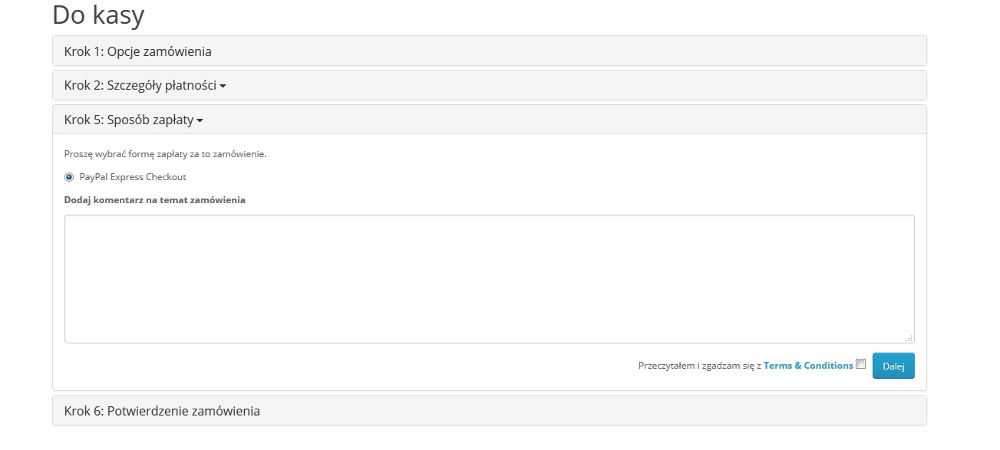 Do kasy
Krok 1: Opcje zamówienia
Krok 2: Szczegóły płatności
Krok 5: Sposób zapłaty
Proszę wybrać formę zapłaty za to zamówienie.
PayPal Express Checkout
Dodaj komentarz na temat zamówienia
Przeczytałem i zgadzam się z Terms & Conditions
Dalej
Krok 6: Potwierdzenie zamówienia